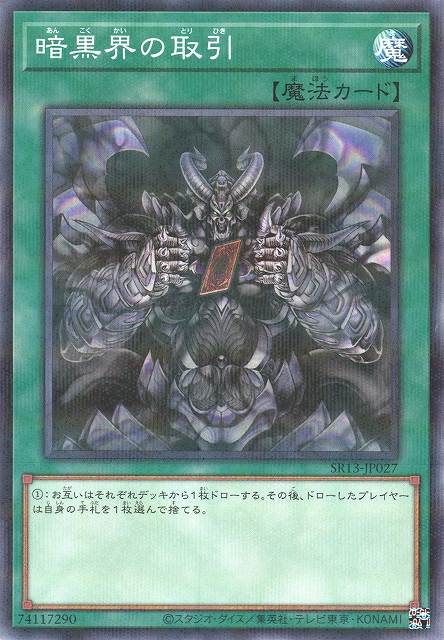 暗黒界の取引
魔
【魔法カード】
SR13-JP027
①：お互いはそれぞれデッキから１枚ドローする。その後、ドローしたプレイヤー
は自身の手札を１枚選んで捨てる。
74117290
©スタジオ・ダイス／集英社・テレビ東京・KONAMI